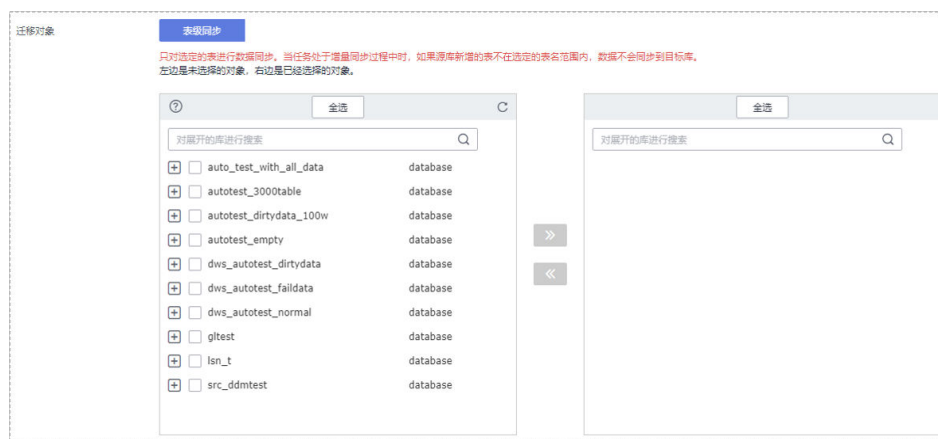 迁移对象
表级同步
只对选定的表进行数据同步。当任务处于增量同步过程中时，如果源库新增的表不在选定的表名范围内，数据不会同步到目标库。
左边是未选择的对象，右边是已经选择的对象。
全选
全选
对展开的库进行搜索
对展开的库进行搜索
auto_test_with_all_data database
autotest_3000table database
autotest_dirtydata_100w database
autotest_empty database
dws_autotest_dirtydata database
dws_autotest_faildata database
dws_autotest_normal database
gltest database
lsn_t database
src_ddmtest database